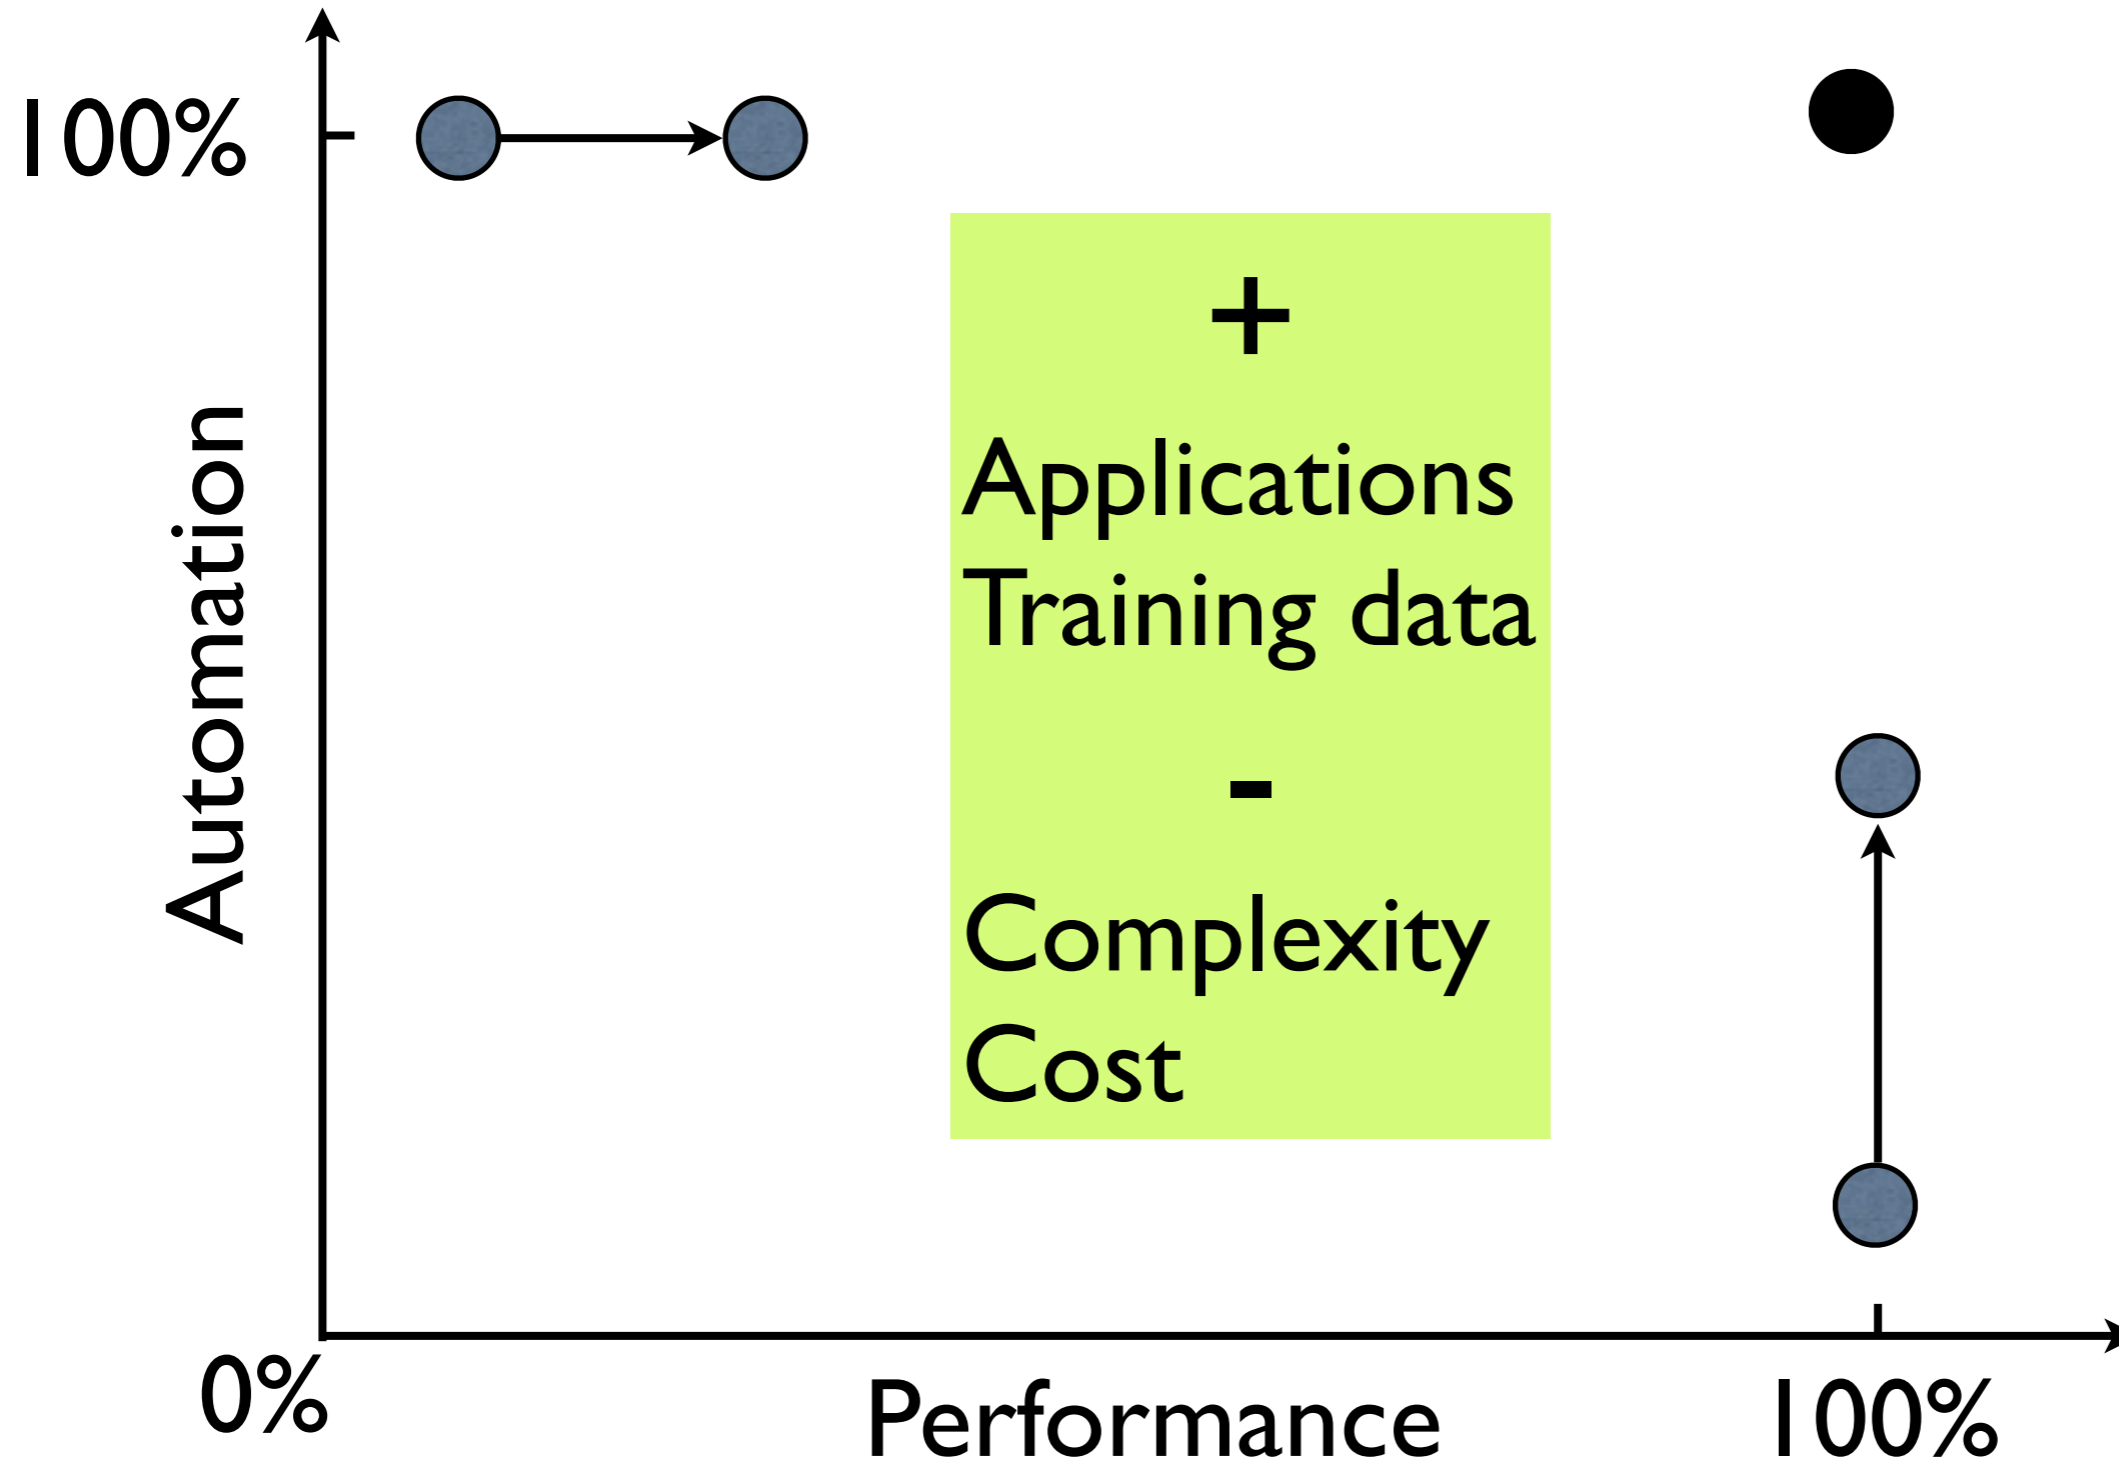 100%
Automation
+
Applications
Training data
-
Complexity
Cost
0%
Performance
100%